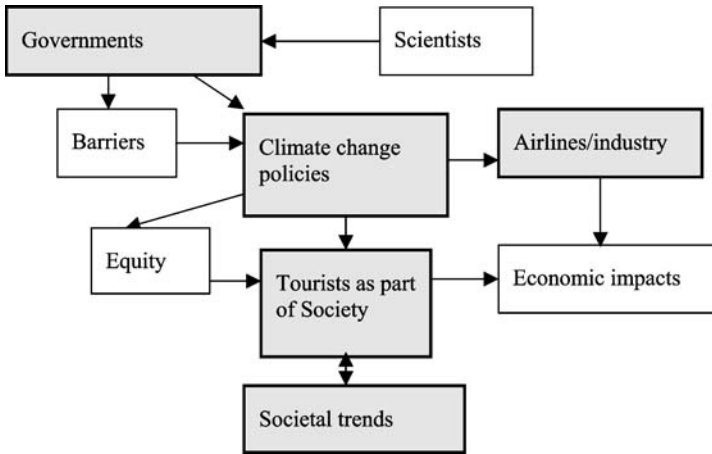 Governments
Scientists
Barriers
Climate change
policies
Airlines/industry
Equity
Tourists as part
of Society
Economic impacts
Societal trends